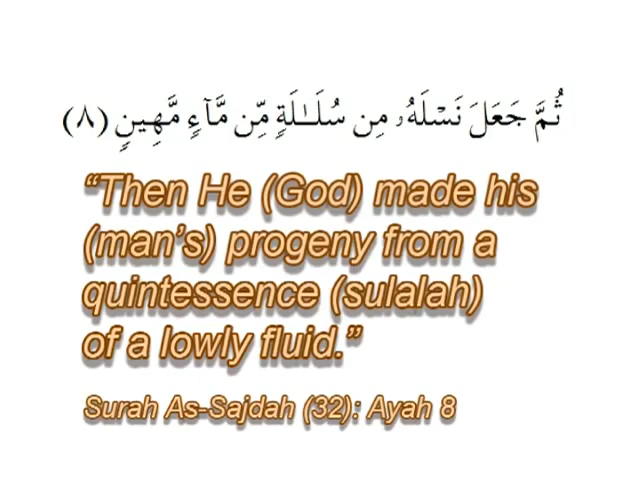 ثُمَّ جَعَلَ نَسْلَهُۥ مِن سُلَـٰلَةٍ مِّن مَّآءٍ مَّهِينٍ (٨)
“Then He (God) made his
(man’s) progeny from a
quintessence (sulalah)
of a lowly fluid.”
Surah As-Sajdah (32): Ayah 8